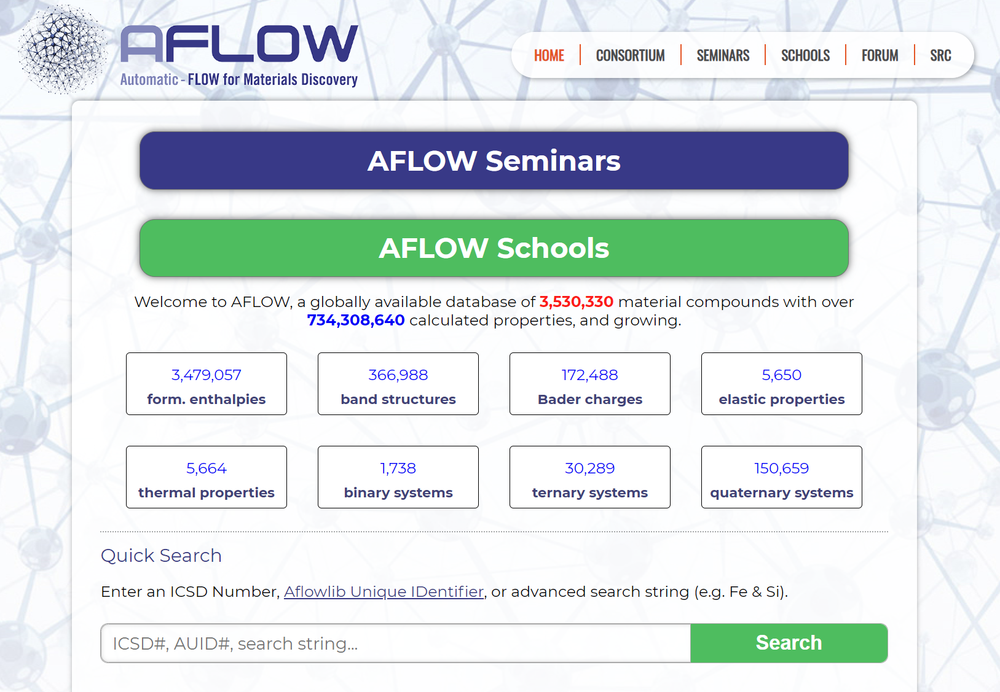 AFLOW
Automatic - FLOW for Materials Discovery
HOME
CONSORTIUM
SEMINARS
SCHOOLS
FORUM
SRC
AFLOW Seminars
AFLOW Schools
Welcome to AFLOW, a globally available database of 3,530,330 material compounds with over
734,308,640 calculated properties, and growing.
3,479,057
form. enthalpies
366,988
band structures
172,488
Bader charges
5,650
elastic properties
5,664
thermal properties
1,738
binary systems
30,289
ternary systems
150,659
quaternary systems
Quick Search
Enter an ICSD Number, Aflowlib Unique IDentifier, or advanced search string (e.g. Fe & Si).
ICSD#, AUID#, search string...
Search